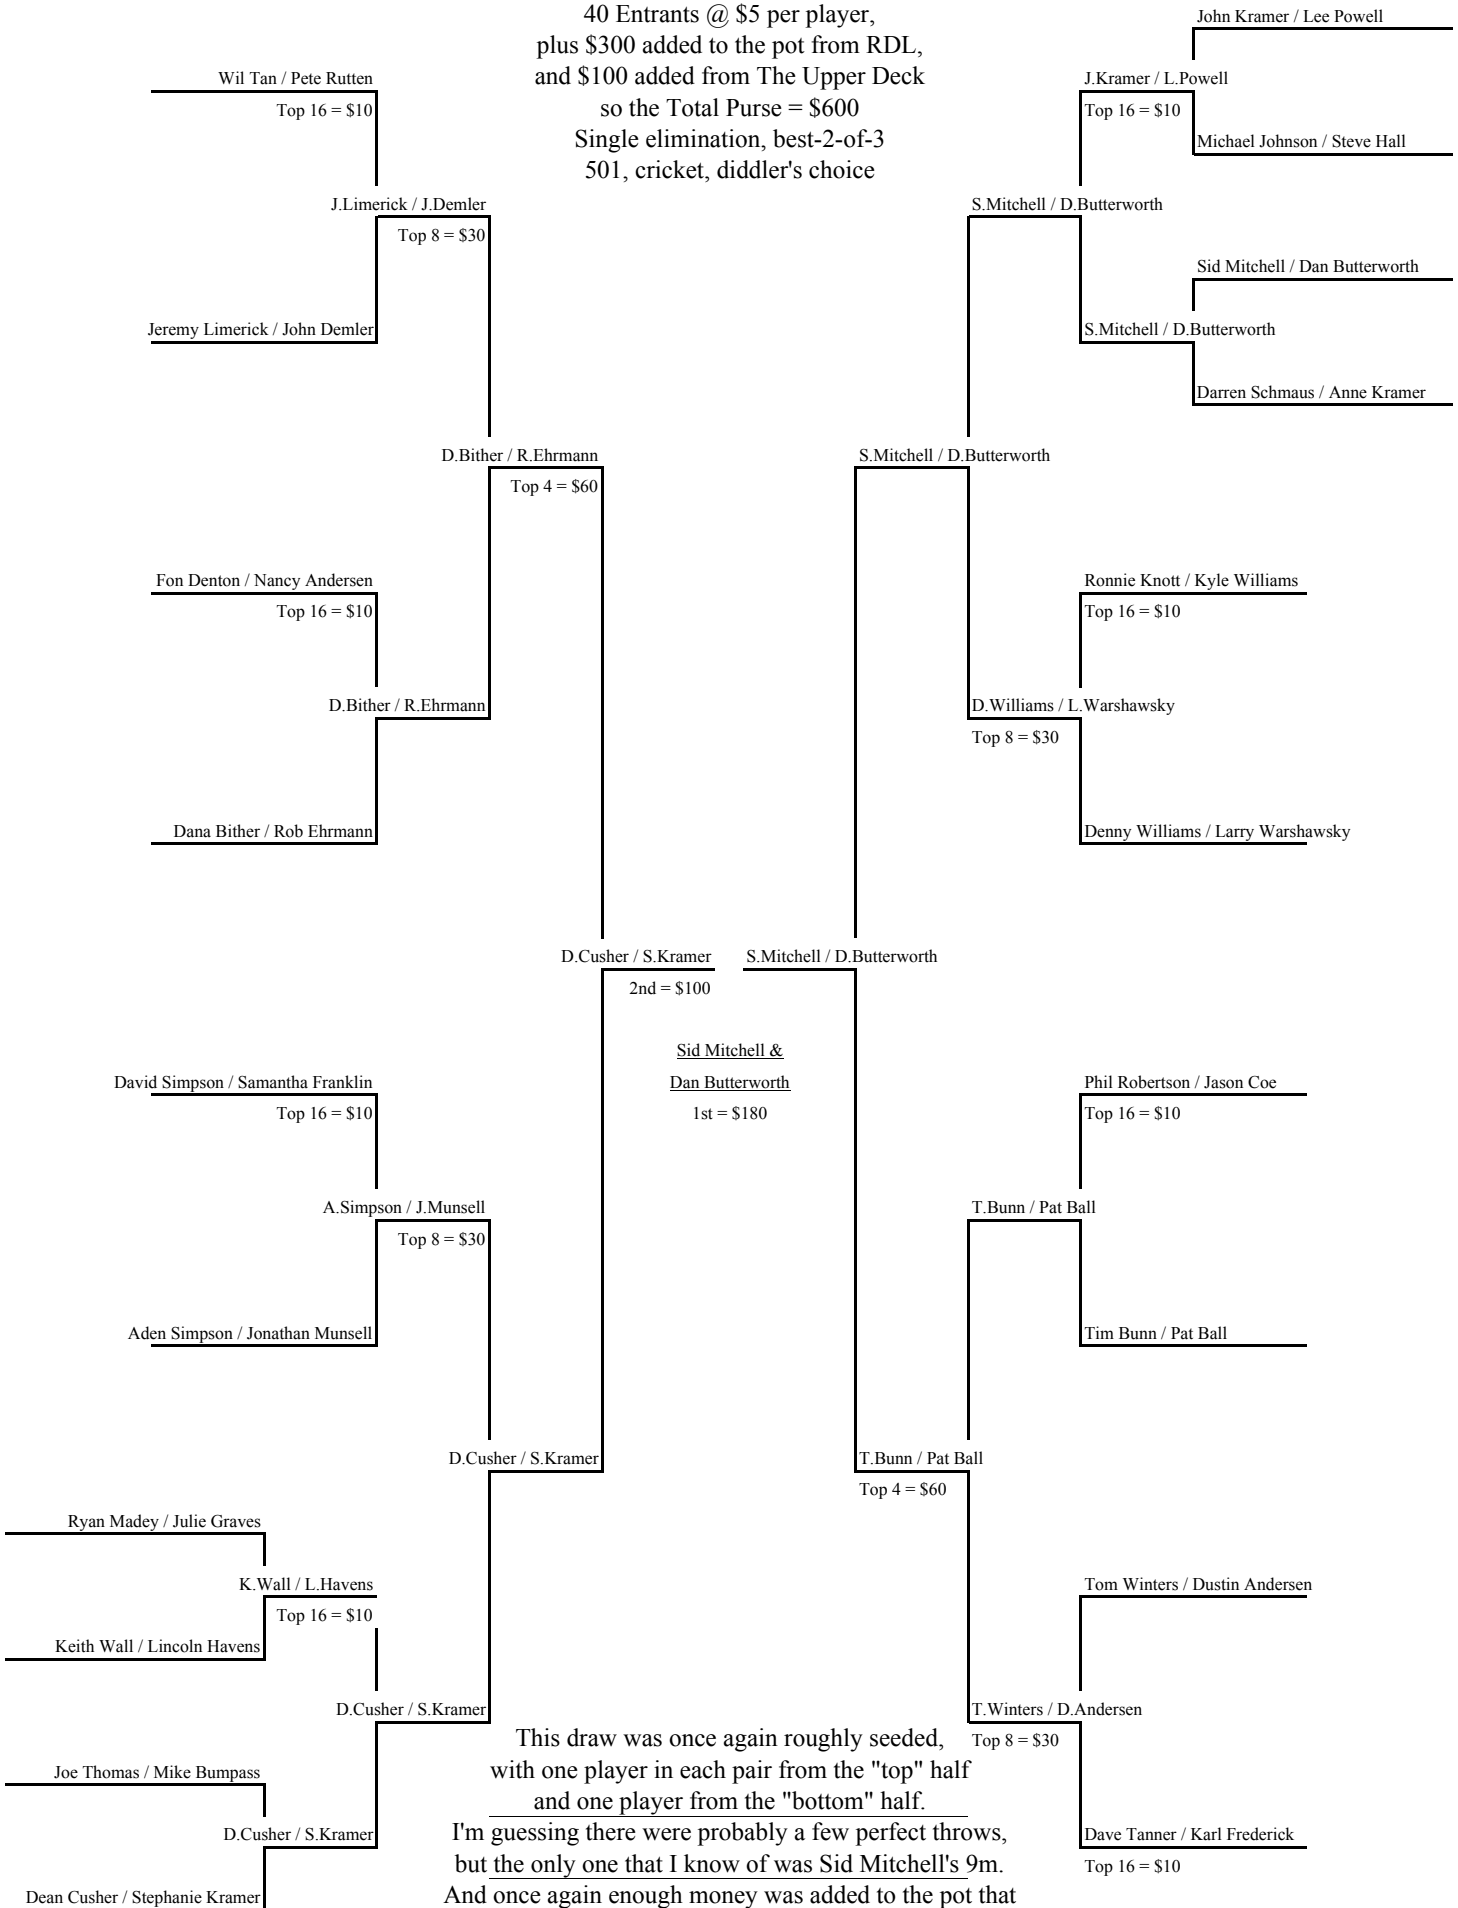 40 Entrants @ $5 per player,
plus $300 added to the pot from RDL,
and $100 added from The Upper Deck
so the Total Purse = $600
Single elimination, best-2-of-3
501, cricket, diddler's choice
Wil Tan / Pete Rutten
Top 16 = $10
J.Limerick / J.Demler
Top 8 = $30
Jeremy Limerick / John Demler
D.Bither / R.Ehrmann
Top 4 = $60
Fon Denton / Nancy Andersen
Top 16 = $10
D.Bither / R.Ehrmann
Dana Bither / Rob Ehrmann
D.Cusher / S.Kramer
2nd = $100
David Simpson / Samantha Franklin
Top 16 = $10
A.Simpson / J.Munsell
Top 8 = $30
Aden Simpson / Jonathan Munsell
D.Cusher / S.Kramer
Ryan Madey / Julie Graves
K.Wall / L.Havens
Top 16 = $10
Keith Wall / Lincoln Havens
D.Cusher / S.Kramer
Joe Thomas / Mike Bumpass
D.Cusher / S.Kramer
Dean Cusher / Stephanie Kramer
John Kramer / Lee Powell
J.Kramer / L.Powell
Top 16 = $10
Michael Johnson / Steve Hall
S.Mitchell / D.Butterworth
Sid Mitchell / Dan Butterworth
S.Mitchell / D.Butterworth
Darren Schmaus / Anne Kramer
S.Mitchell / D.Butterworth
Ronnie Knott / Kyle Williams
Top 16 = $10
D.Williams / L.Warshawsky
Top 8 = $30
Denny Williams / Larry Warshawsky
S.Mitchell / D.Butterworth
Sid Mitchell &
Dan Butterworth
1st = $180
Phil Robertson / Jason Coe
Top 16 = $10
T.Bunn / Pat Ball
Tim Bunn / Pat Ball
T.Bunn / Pat Ball
Top 4 = $60
Tom Winters / Dustin Andersen
T.Winters / D.Andersen
Top 8 = $30
Dave Tanner / Karl Frederick
Top 16 = $10
This draw was once again roughly seeded,
with one player in each pair from the "top" half
and one player from the "bottom" half.
I'm guessing there were probably a few perfect throws,
but the only one that I know of was Sid Mitchell's 9m.
And once again enough money was added to the pot that